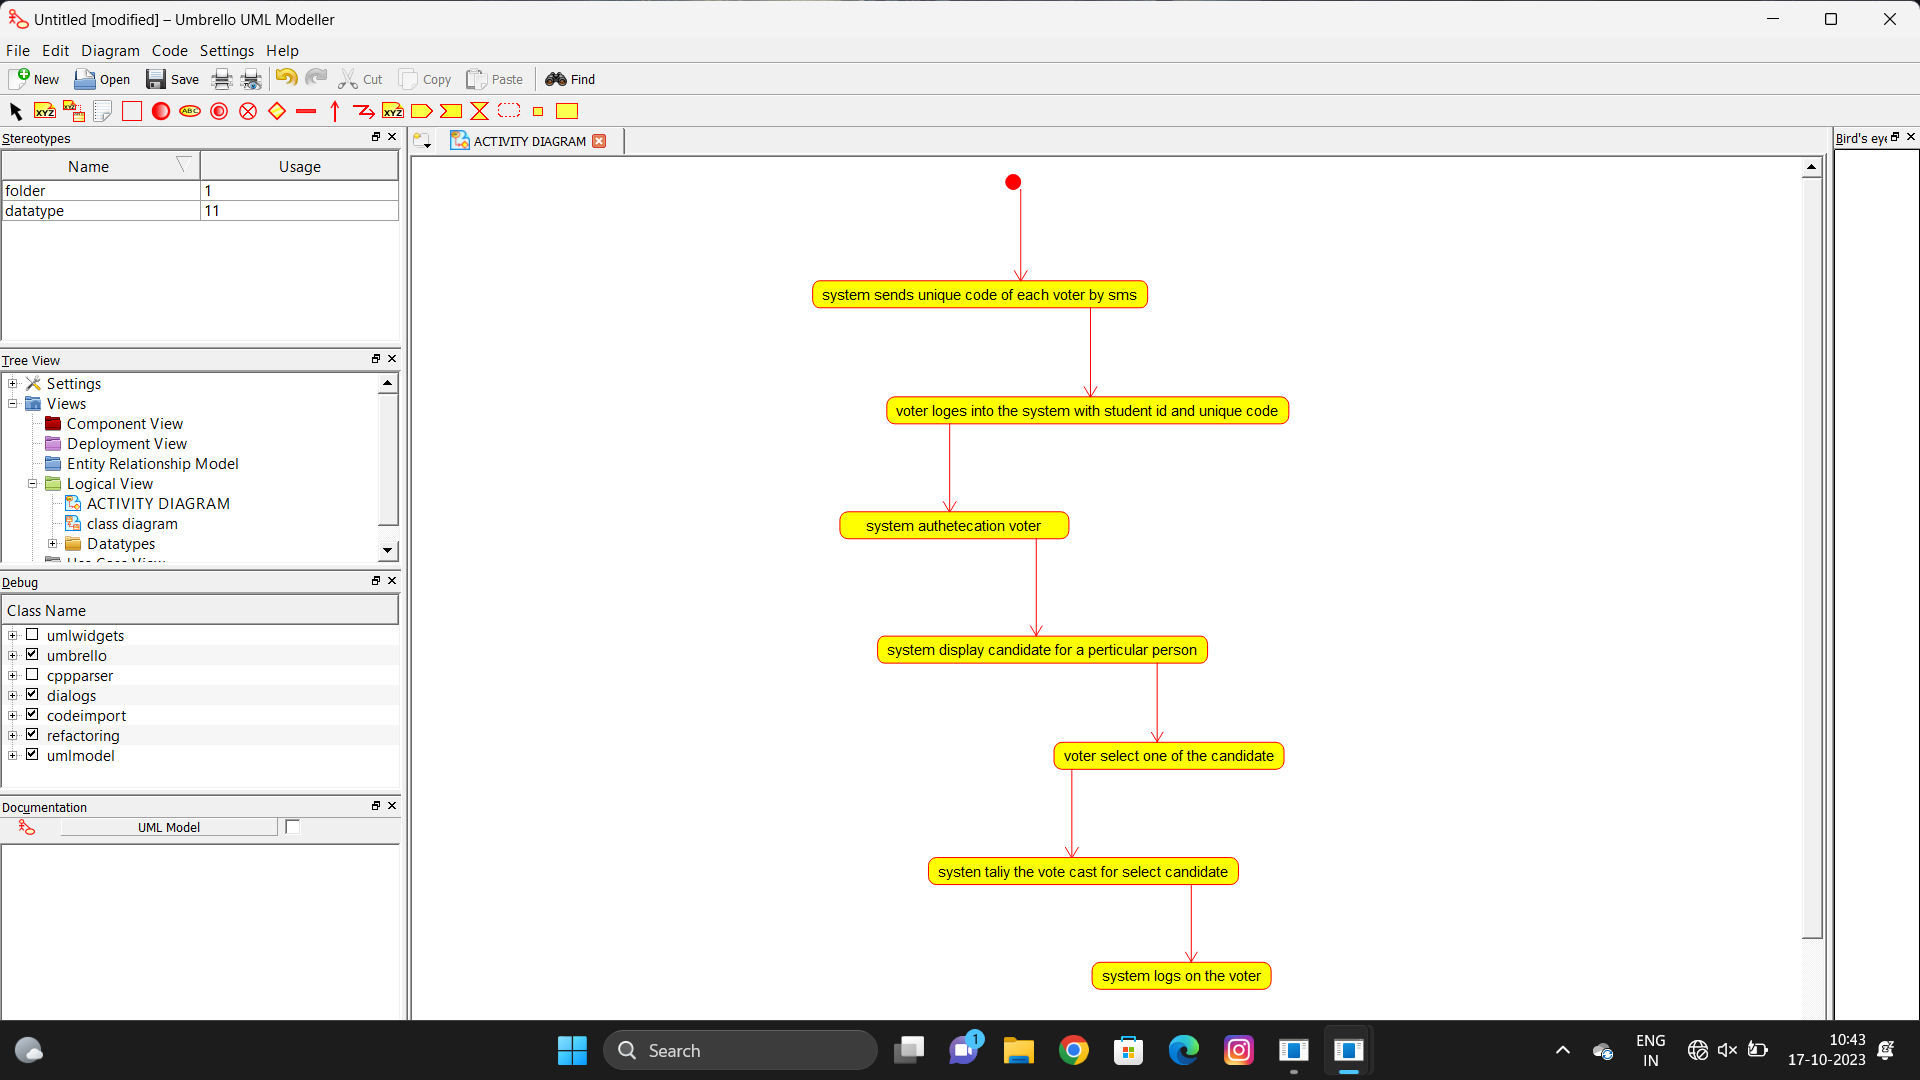 Untitled [modified] – Umbrello UML Modeller
File Edit Diagram Code Settings Help
New Open Save Cut Copy Paste Find
XYZ XYZ ABC XYZ
Stereotypes
ACTIVITY DIAGRAM
Bird's eye
Name Usage
folder 1
datatype 11
Tree View
Settings
Views
Component View
Deployment View
Entity Relationship Model
Logical View
ACTIVITY DIAGRAM
class diagram
Datatypes
Debug
Class Name
umlwidgets
umbrello
cppparser
dialogs
codeimport
refactoring
umlmodel
Documentation
UML Model
system sends unique code of each voter by sms
voter loges into the system with student id and unique code
system authetecation voter
system display candidate for a perticular person
voter select one of the candidate
systen taliy the vote cast for select candidate
system logs on the voter
Search
1
ENG
IN
10:43
17-10-2023